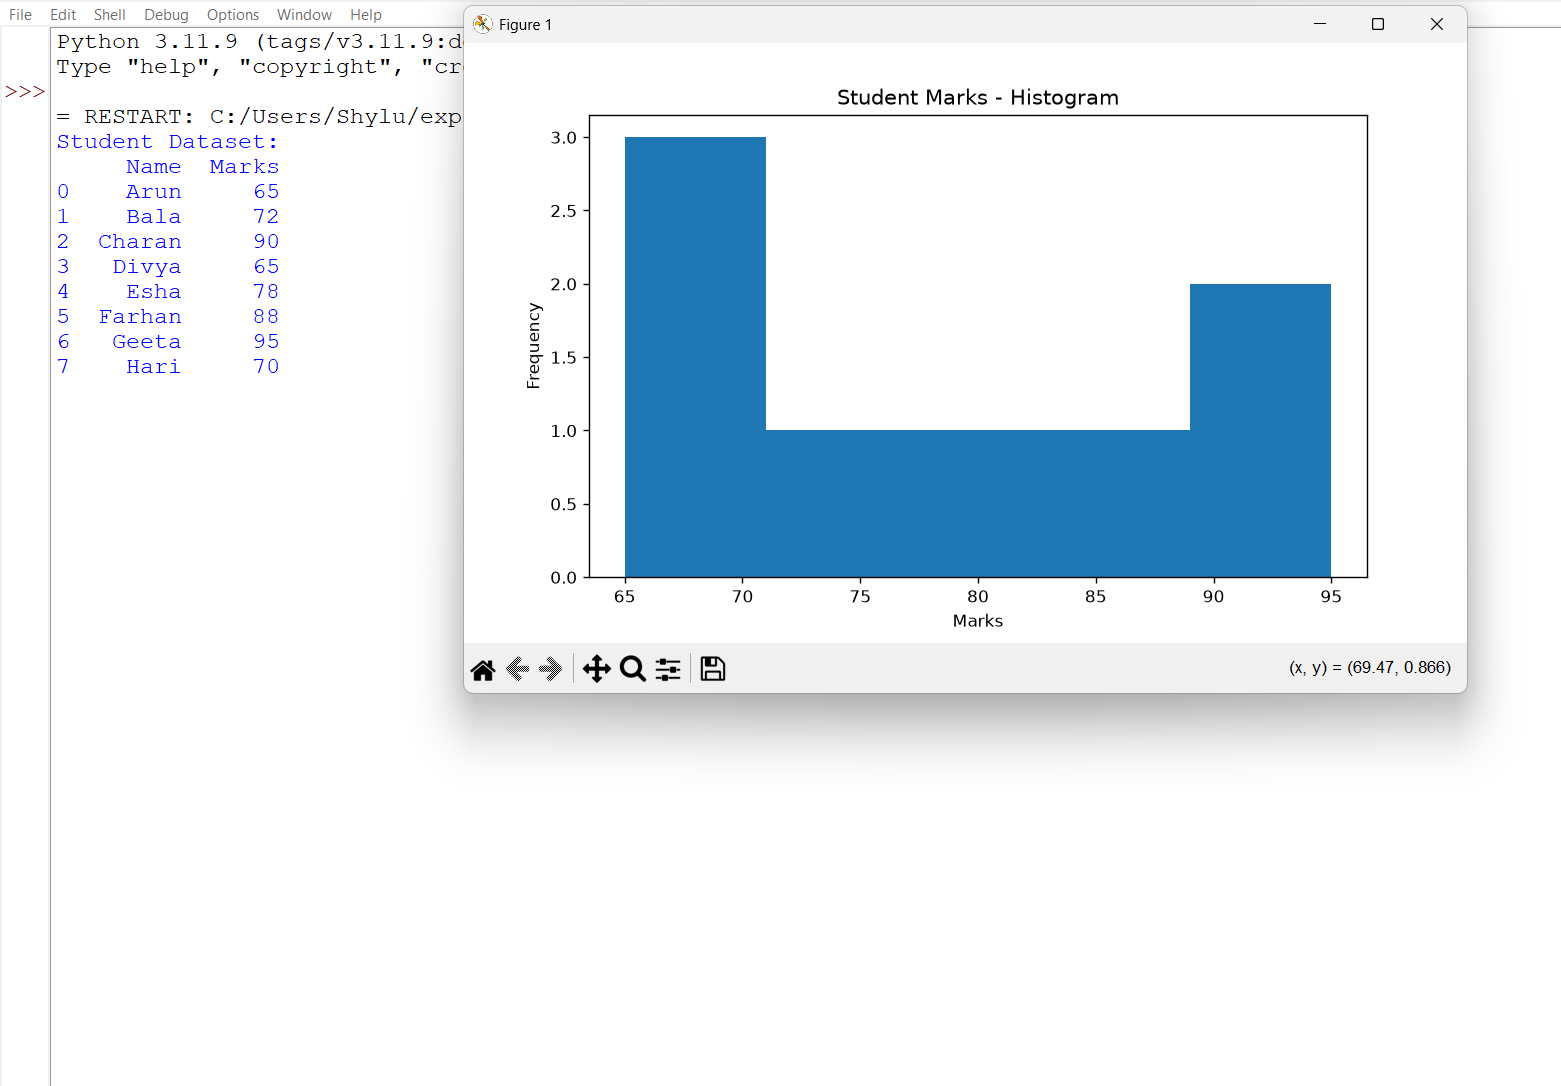 File Edit Shell Debug Options Window Help
Python 3.11.9 (tags/v3.11.9:d
Type "help", "copyright", "cr
>>>
= RESTART: C:/Users/Shylu/exp
Student Dataset:
Name Marks
0 Arun 65
1 Bala 72
2 Charan 90
3 Divya 65
4 Esha 78
5 Farhan 88
6 Geeta 95
7 Hari 70
Figure 1
Student Marks - Histogram
Frequency
3.0
2.5
2.0
1.5
1.0
0.5
0.0
65 70 75 80 85 90 95
Marks
(x, y) = (69.47, 0.866)